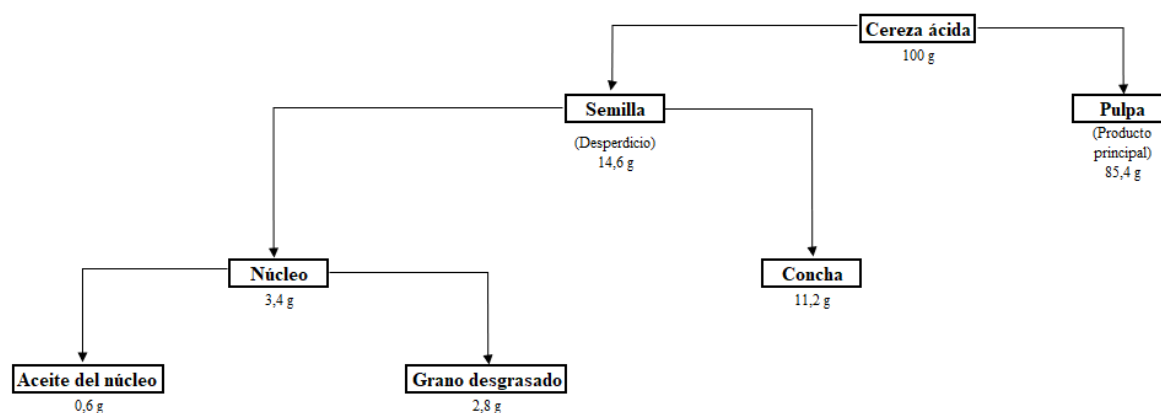 Cereza ácida
100 g
Semilla
(Desperdicio)
14,6 g
Pulpa
(Producto
principal)
85,4 g
Núcleo
3,4 g
Concha
11,2 g
Aceite del núcleo
0,6 g
Grano desgrasado
2,8 g